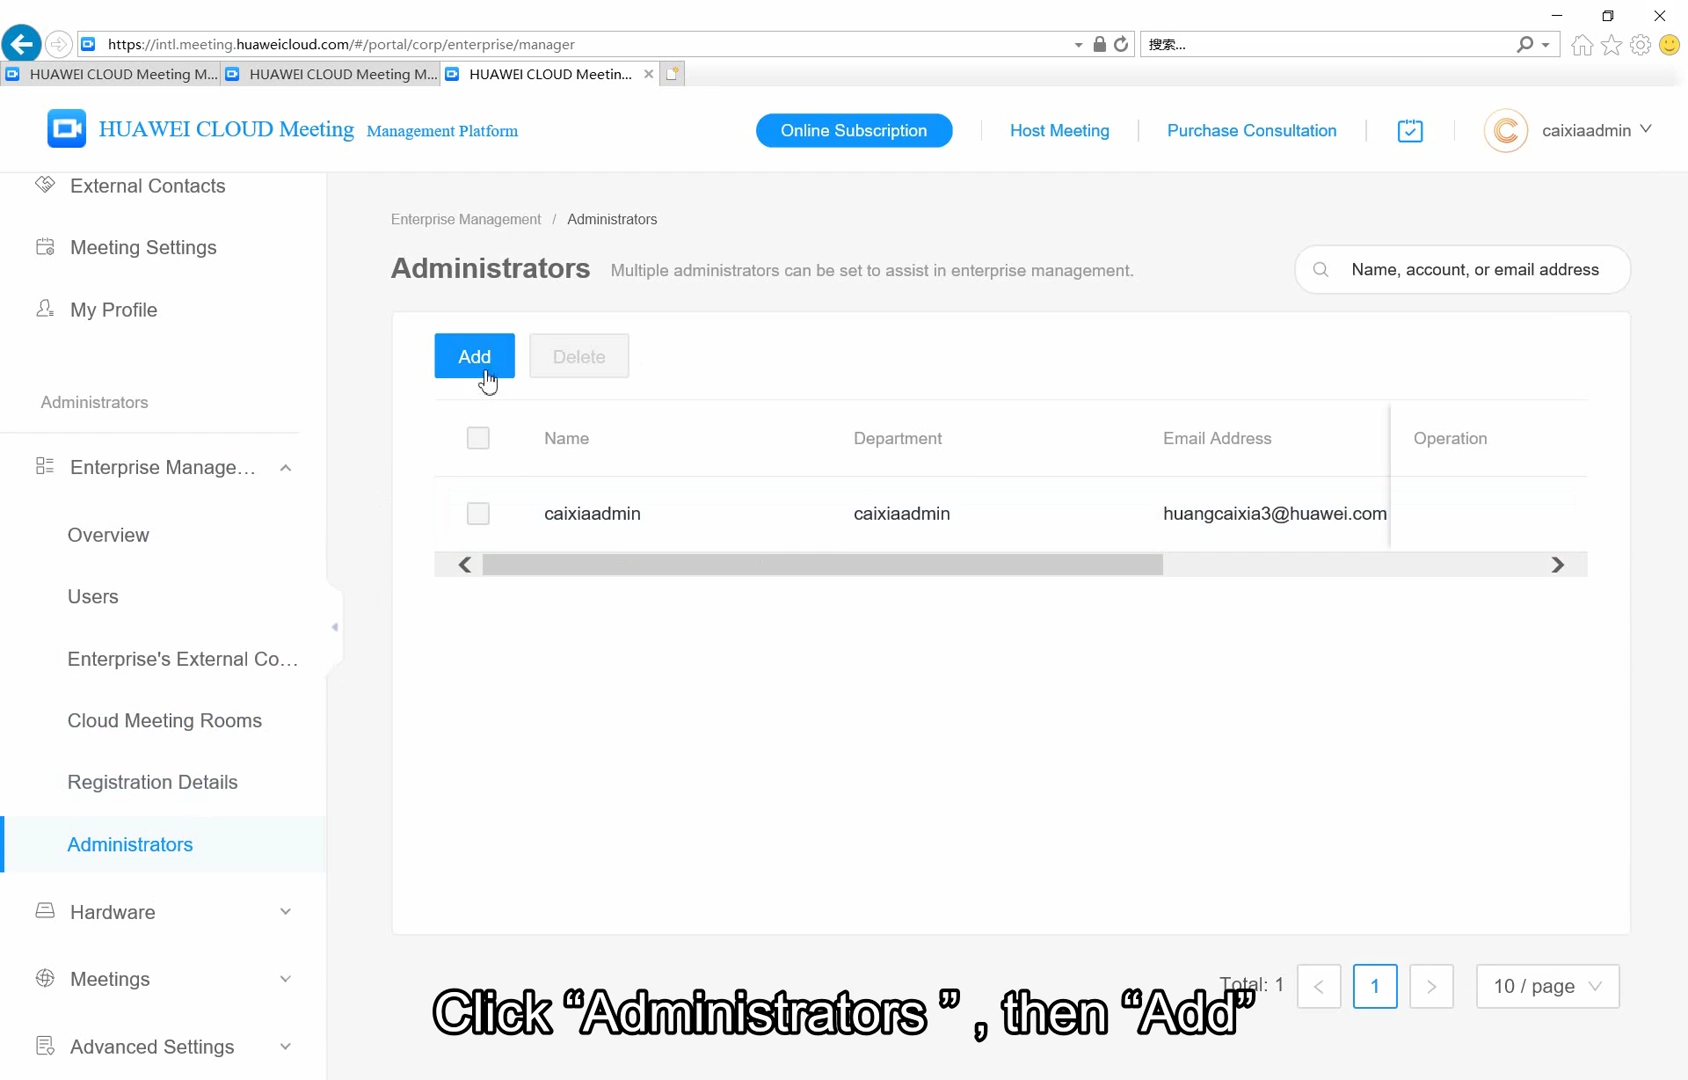 https://intl.meeting.huaweicloud.com/#/portal/corp/enterprise/manager
搜索...
HUAWEI CLOUD Meeting M...
HUAWEI CLOUD Meeting M...
HUAWEI CLOUD Meetin...
HUAWEI CLOUD Meeting Management Platform
Online Subscription
Host Meeting
Purchase Consultation
C
caixiaadmin
External Contacts
Meeting Settings
My Profile
Administrators
Enterprise Manage...
Overview
Users
Enterprise's External Co...
Cloud Meeting Rooms
Registration Details
Administrators
Hardware
Meetings
Advanced Settings
Enterprise Management / Administrators
Administrators Multiple administrators can be set to assist in enterprise management.
Name, account, or email address
Add
Delete
Name Department Email Address Operation
caixiaadmin caixiaadmin huangcaixia3@huawei.com
Total: 1
1
10 / page
Click “Administrators ” , then “Add”